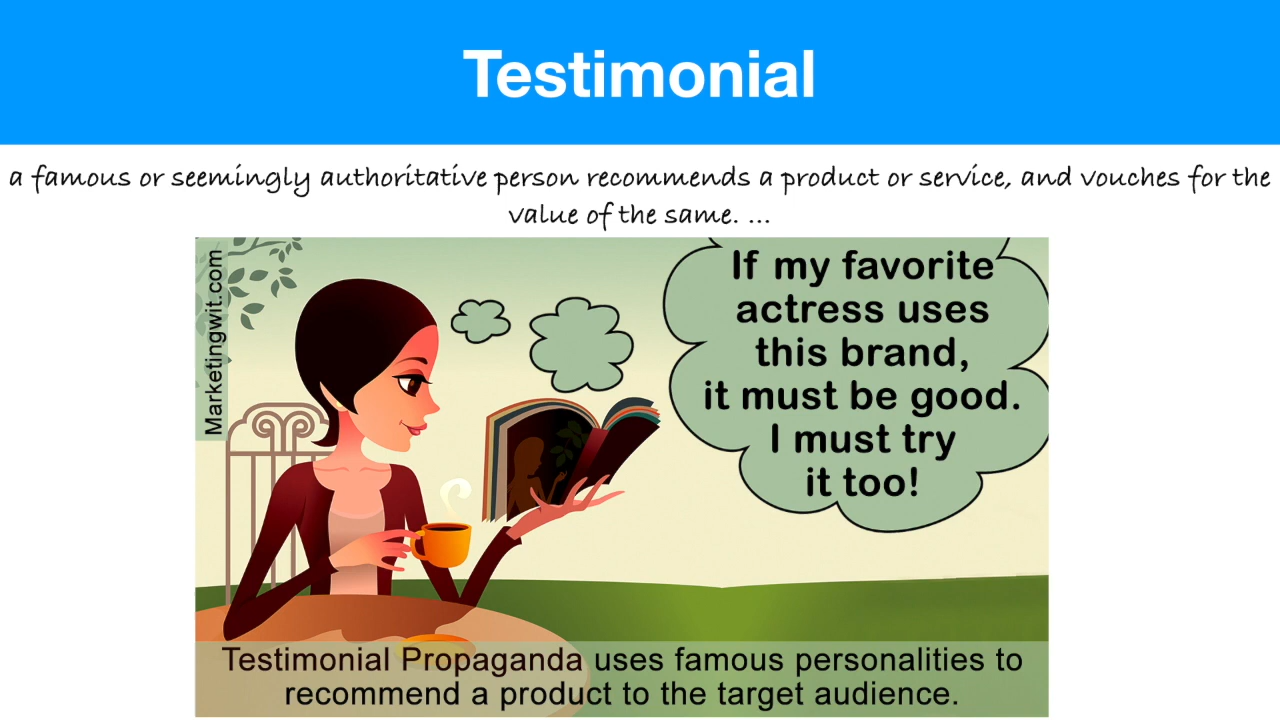 Testimonial
a famous or seemingly authoritative person recommends a product or service, and vouches for the
value of the same. ...
Marketingwit.com
If my favorite
actress uses
this brand,
it must be good.
I must try
it too!
Testimonial Propaganda uses famous personalities to
recommend a product to the target audience.